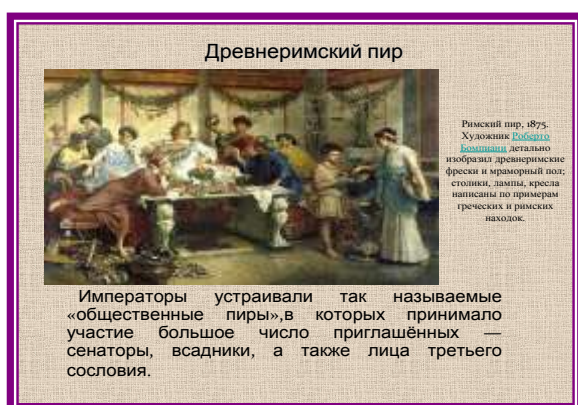 Древнеримский пир
Римский пир, 1875.
Художник Роберто
Бомпиани детально
изобразил древнеримские
фрески и мраморный пол;
столики, лампы, кресла
написаны по примерам
греческих и римских
находок.
Императоры устраивали так называемые
«общественные пиры»,в которых принимало
участие большое число приглашённых —
сенаторы, всадники, а также лица третьего
сословия.